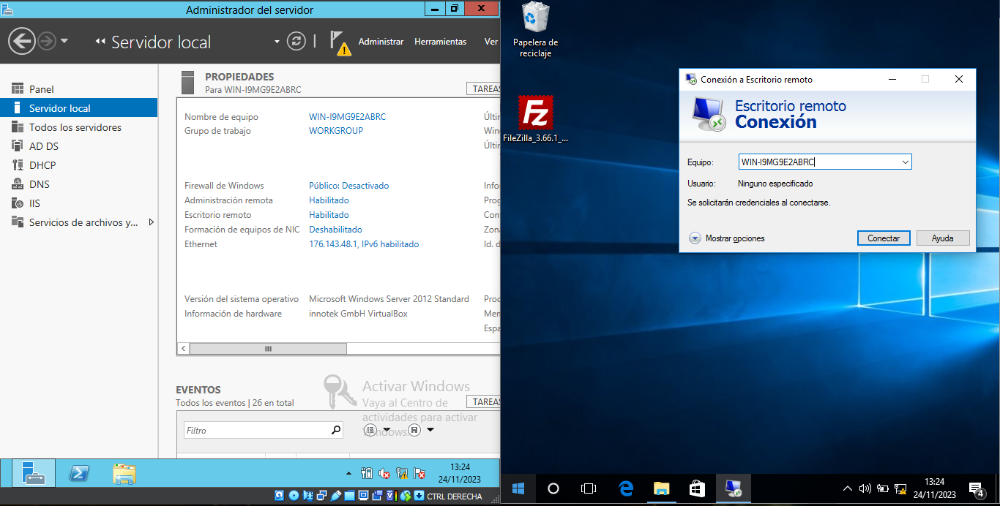 Administrador del servidor
Servidor local
Administrar Herramientas Ver
Panel
Servidor local
Todos los servidores
AD DS
DHCP
DNS
IIS
Servicios de archivos y...
PROPIEDADES
Para WIN-I9MG9E2ABRC
TAREAS
Nombre de equipo WIN-I9MG9E2ABRC Últi
Grupo de trabajo WORKGROUP Win
Últi
Firewall de Windows Público: Desactivado Info
Administración remota Habilitado Prog
Escritorio remoto Habilitado Con
Formación de equipos de NIC Deshabilitado Zon
Ethernet 176.143.48.1, IPv6 habilitado Id. d
Versión del sistema operativo Microsoft Windows Server 2012 Standard Proc
Información de hardware innotek GmbH VirtualBox Men
Espa
EVENTOS
Todos los eventos | 26 en total
TAREAS
Filtro
Activar Windows
Vaya al Centro de
actividades para activar
Windows.
13:24
24/11/2023
CTRL DERECHA
Papelera de
reciclaje
FileZilla_3.66.1_...
Conexión a Escritorio remoto
Escritorio remoto
Conexión
Equipo: WIN-I9MG9E2ABRC
Usuario: Ninguno especificado
Se solicitarán credenciales al conectarse.
Mostrar opciones Conectar Ayuda
13:24
24/11/2023
4